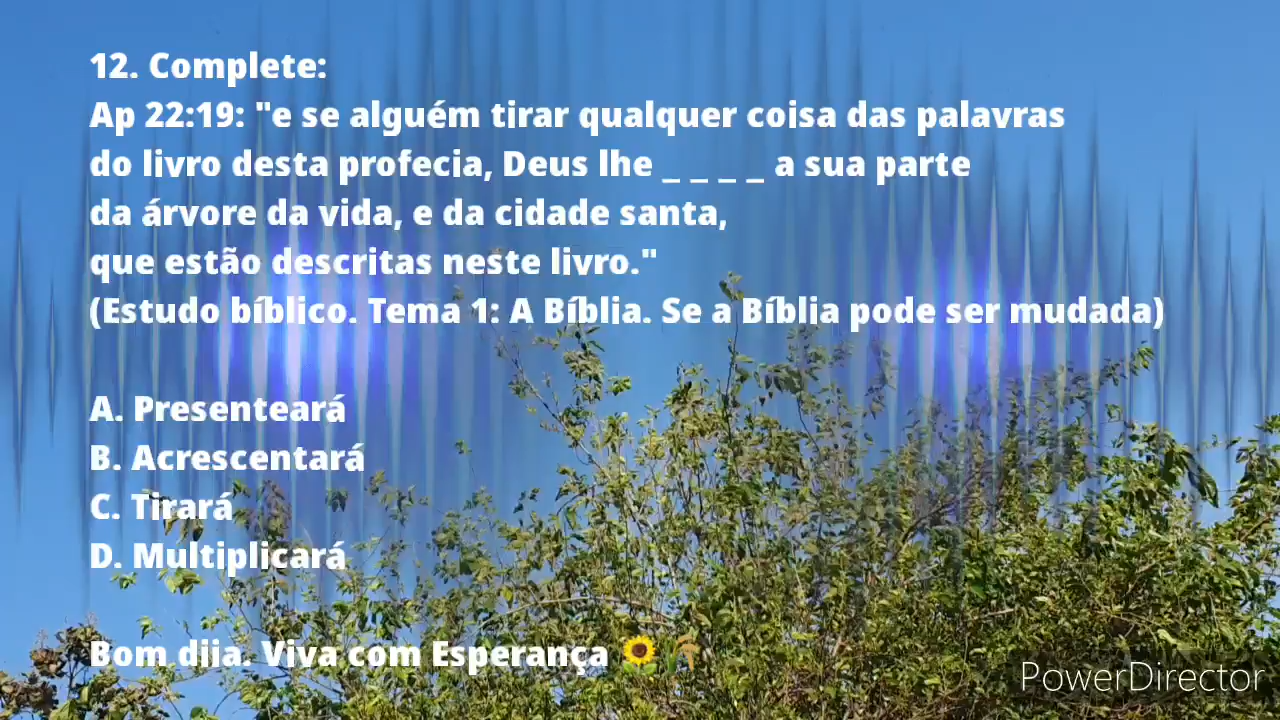 12. Complete:
Ap 22:19: "e se alguém tirar qualquer coisa das palavras
do livro desta profecia, Deus lhe _ _ _ _ a sua parte
da árvore da vida, e da cidade santa,
que estão descritas neste livro."
(Estudo bíblico. Tema 1: A Bíblia. Se a Bíblia pode ser mudada)
A. Presenteará
B. Acrescentará
C. Tirará
D. Multiplicará
Bom diia. Viva com Esperança 🌻🌾
PowerDirector